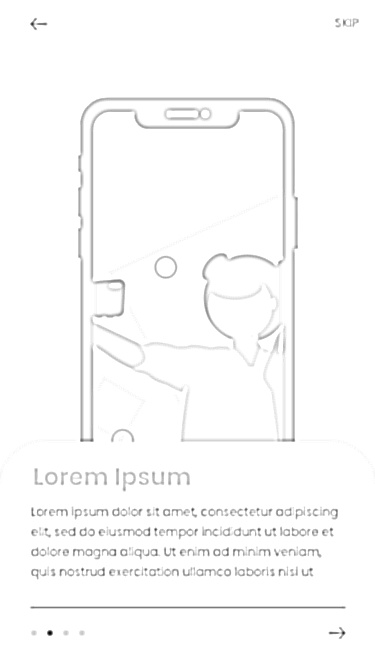 SKIP
Lorem Ipsum
Lorem ipsum dolor sit amet, consectetur adipiscing
elit, sed do eiusmod tempor incididunt ut labore et
dolore magna aliqua. Ut enim ad minim veniam,
quis nostrud exercitation ullamco laboris nisi ut